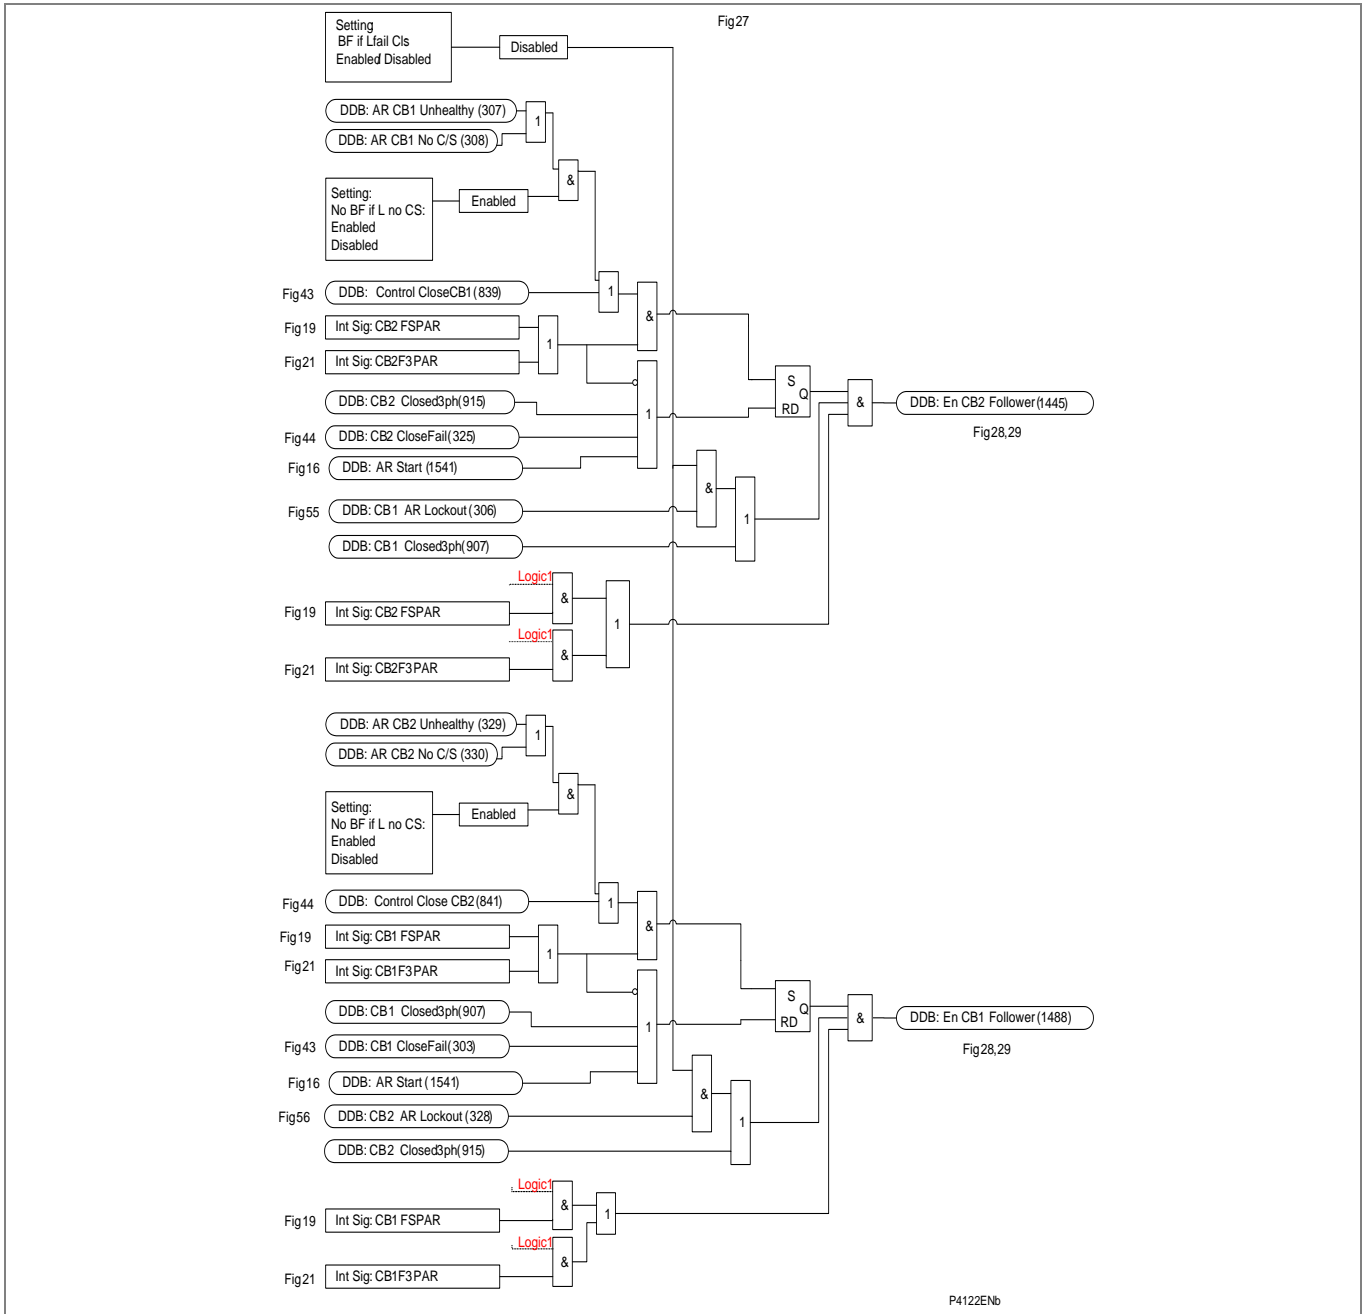 Fig27
Setting
BF if Lfail Cls
Enabled/ Disabled
Disabled
DDB: AR CB1 Unhealthy (307)
DDB: AR CB1 No C/S (308)
1
&
Setting:
No BF if L no CS:
Enabled
Disabled
Enabled
Fig43
DDB: Control CloseCB1 (839)
1
&
Fig19
Int Sig: CB2 FSPAR
1
Fig21
Int Sig: CB2F3PAR
DDB: CB2 Closed3ph(915)
1
Fig44
DDB: CB2 CloseFail(325)
Fig16
DDB: AR Start (1541)
S
Q
RD
&
DDB: En CB2 Follower(1445)
Fig28,29
&
Fig55
DDB: CB1 AR Lockout(306)
1
DDB: CB1 Closed3ph(907)
Logic1
&
Fig19
Int Sig: CB2 FSPAR
1
Logic1
&
Fig21
Int Sig: CB2F3PAR
DDB: AR CB2 Unhealthy (329)
1
DDB: AR CB2 No C/S (330)
&
Setting:
No BF if L no CS:
Enabled
Disabled
Enabled
Fig44
DDB: Control Close CB2(841)
1
&
Fig19
Int Sig: CB1 FSPAR
1
Fig21
Int Sig: CB1F3PAR
DDB: CB1 Closed3ph(907)
1
Fig43
DDB: CB1 CloseFail(303)
Fig16
DDB: AR Start (1541)
S
Q
RD
&
DDB: En CB1 Follower(1488)
Fig28,29
&
Fig56
DDB: CB2 AR Lockout(328)
1
DDB: CB2 Closed3ph(915)
Logic1
&
Fig19
Int Sig: CB1 FSPAR
1
Logic1
&
Fig21
Int Sig: CB1F3PAR
P4122ENb